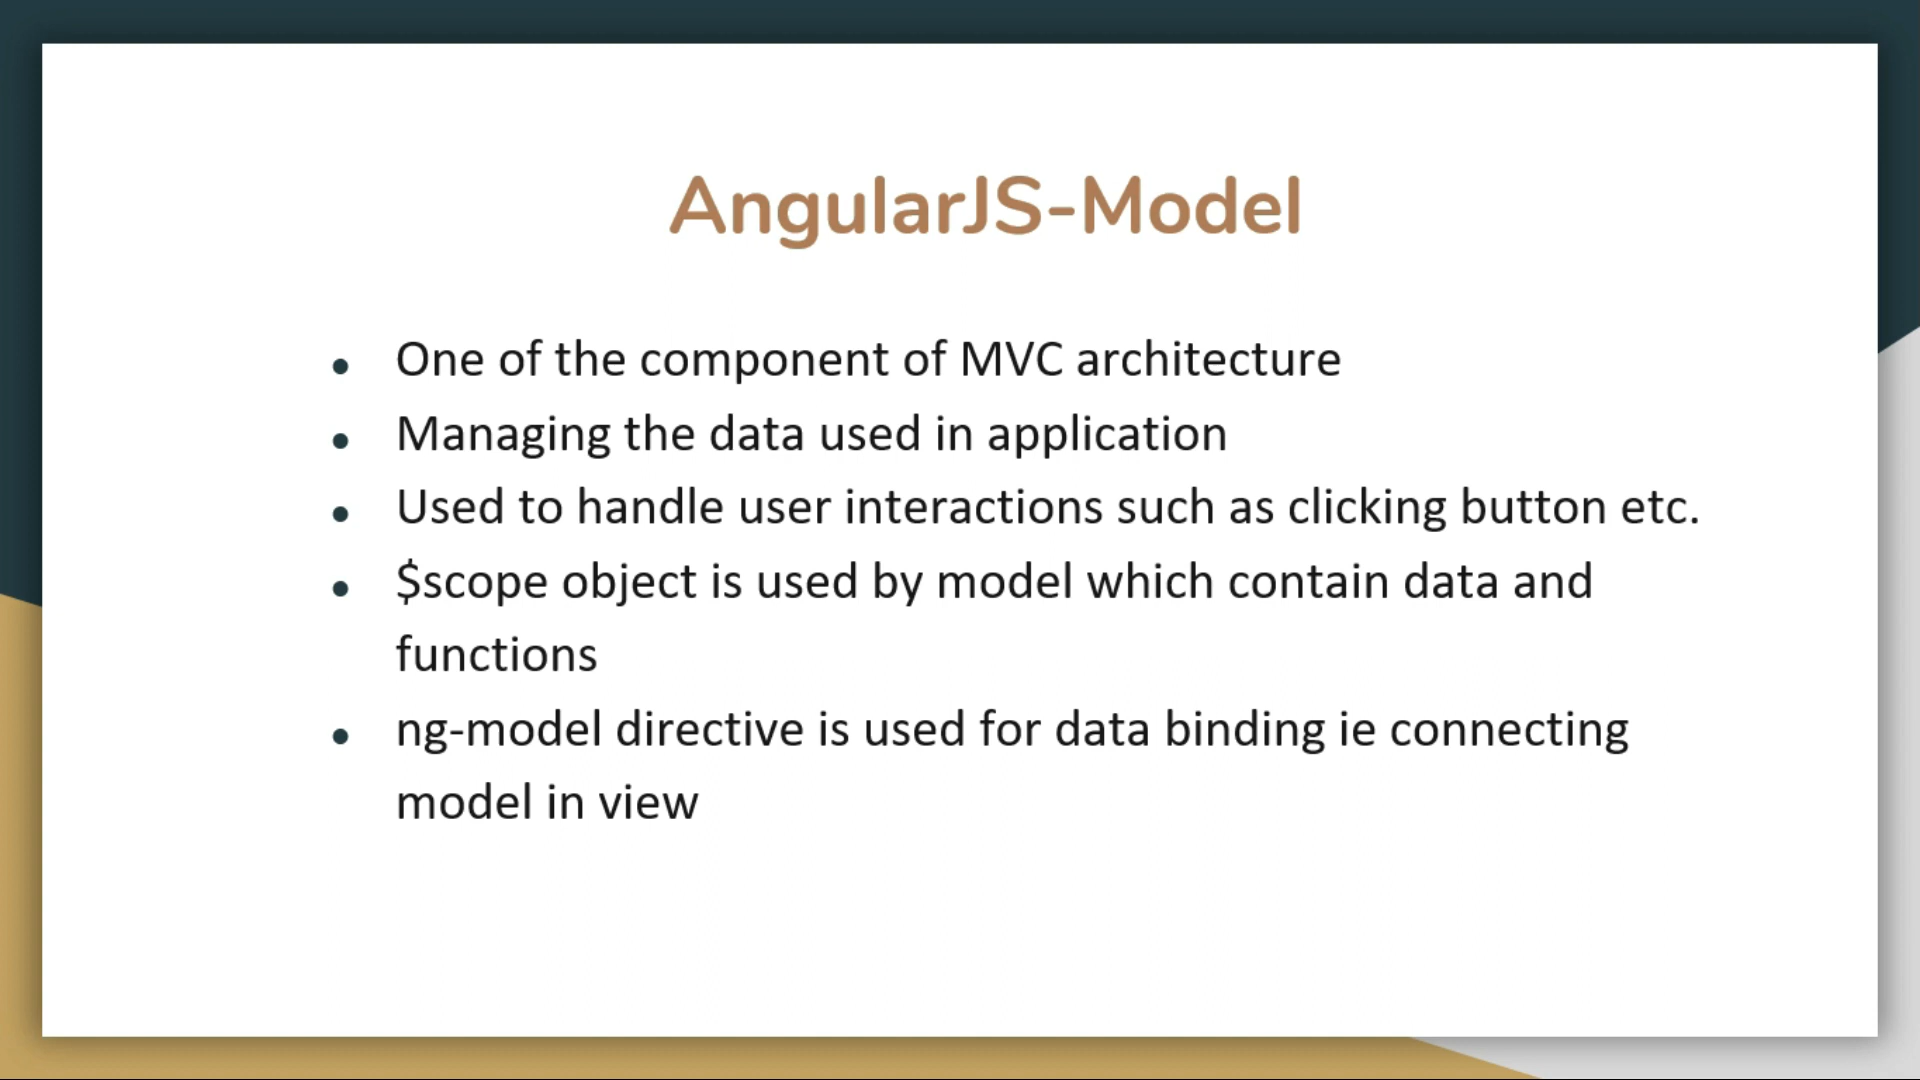 AngularJS-Model
• One of the component of MVC architecture
• Managing the data used in application
• Used to handle user interactions such as clicking button etc.
• $scope object is used by model which contain data and
functions
• ng-model directive is used for data binding ie connecting
model in view